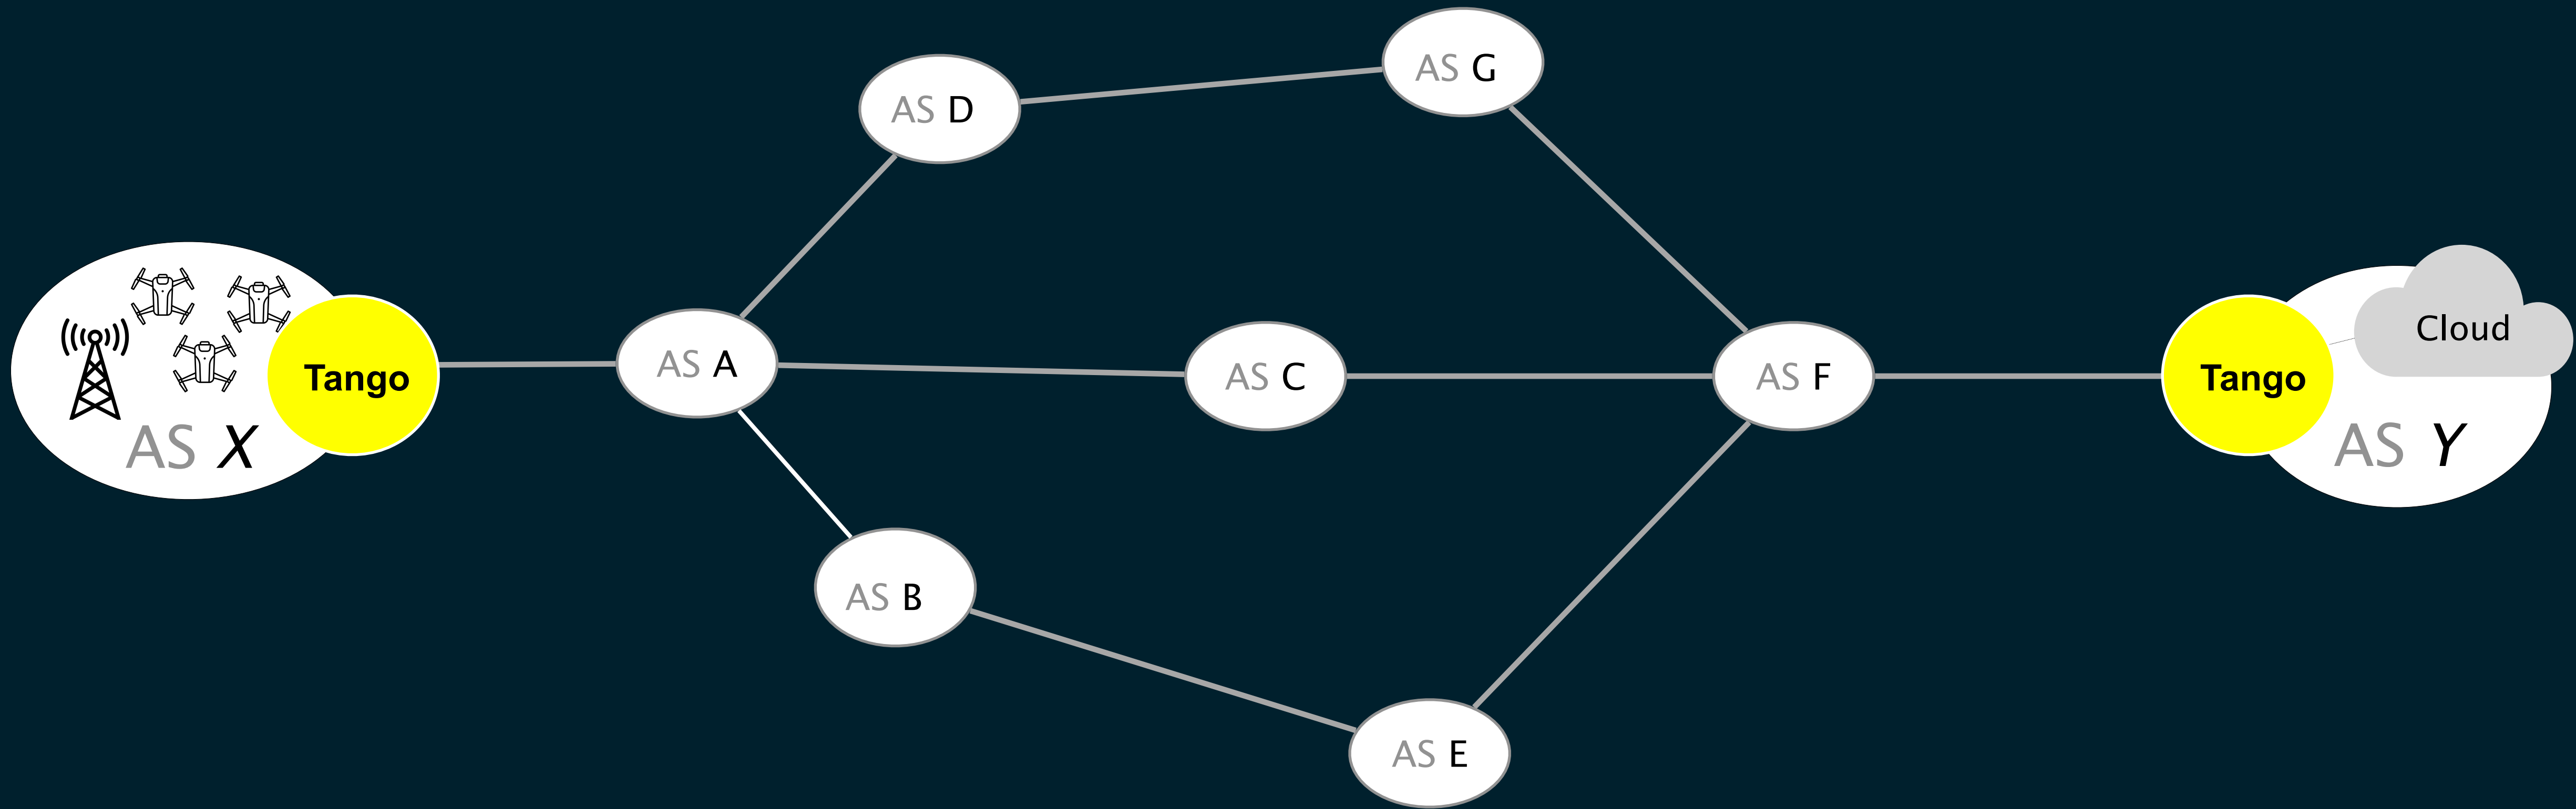 AS D
AS G
Tango
AS X
AS A
AS C
AS F
Tango
Cloud
AS Y
AS B
AS E